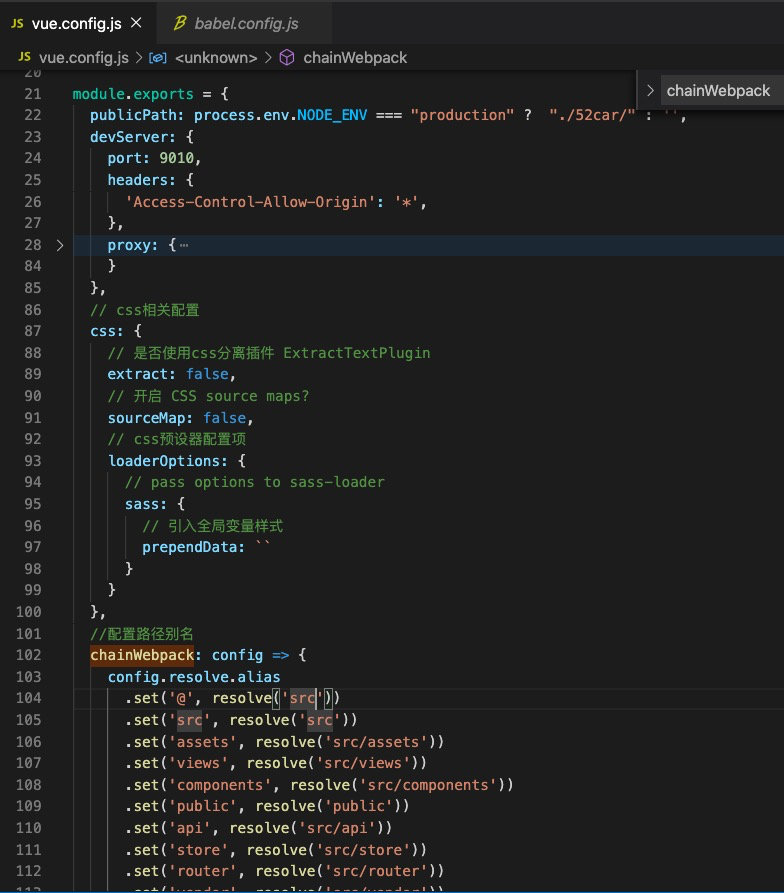 JS vue.config.js ×
babel.config.js
JS vue.config.js > <unknown> > chainWebpack
> chainWebpack
20
21 module.exports = {
22 publicPath: process.env.NODE_ENV === "production" ? "./52car/" : '',
23 devServer: {
24 port: 9010,
25 headers: {
26 'Access-Control-Allow-Origin': '*',
27 },
28 > proxy: { ⋯
84 }
85 },
86 // css相关配置
87 css: {
88 // 是否使用css分离插件 ExtractTextPlugin
89 extract: false,
90 // 开启 CSS source maps?
91 sourceMap: false,
92 // css预设器配置项
93 loaderOptions: {
94 // pass options to sass-loader
95 sass: {
96 // 引入全局变量样式
97 prependData: ``
98 }
99 }
100 },
101 //配置路径别名
102 chainWebpack: config => {
103 config.resolve.alias
104 .set('@', resolve('src'))
105 .set('src', resolve('src'))
106 .set('assets', resolve('src/assets'))
107 .set('views', resolve('src/views'))
108 .set('components', resolve('src/components'))
109 .set('public', resolve('public'))
110 .set('api', resolve('src/api'))
111 .set('store', resolve('src/store'))
112 .set('router', resolve('src/router'))